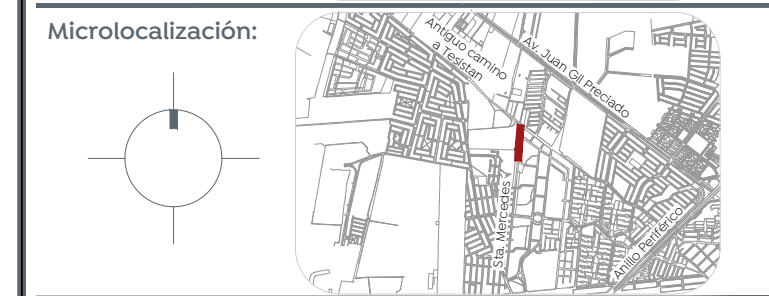 Microlocalización:
Antiguo camino
a Tesistan
Av. Juan Gil Preciado
Sta. Mercedes
Anillo Periférico